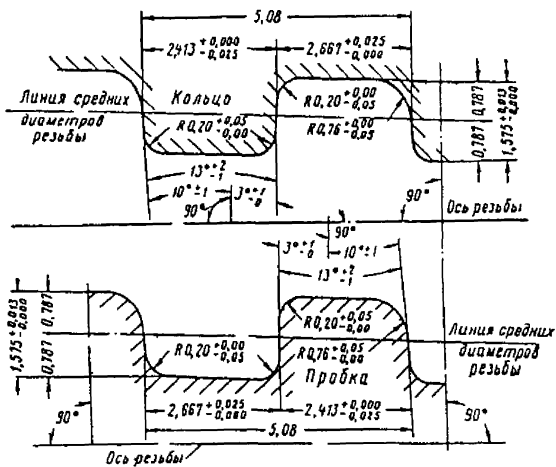 5,08
2,413 +0,000 -0,025
2,667 +0,025 -0,000
Линия средних
диаметров
резьбы
Кольцо
R0,20 +0,00 -0,05
R0,20 +0,05 -0,00
R0,76 +0,00 -0,05
0,787
0,787
1,575 +0,013 -0,000
13° +2 -1
10°±1
3° +1 -0
90°
90°
90°
90°
Ось резьбы
3° +1 -0
10°±1
13° +2 -1
1,575 +0,013 -0,000
0,787
0,787
R0,20 +0,05 -0,00
R0,20 +0,00 -0,05
R0,76 +0,05 -0,00
Линия средних
диаметров
резьбы
Пробка
90°
2,667 +0,025 -0,000
2,413 +0,000 -0,025
90°
5,08
Ось резьбы